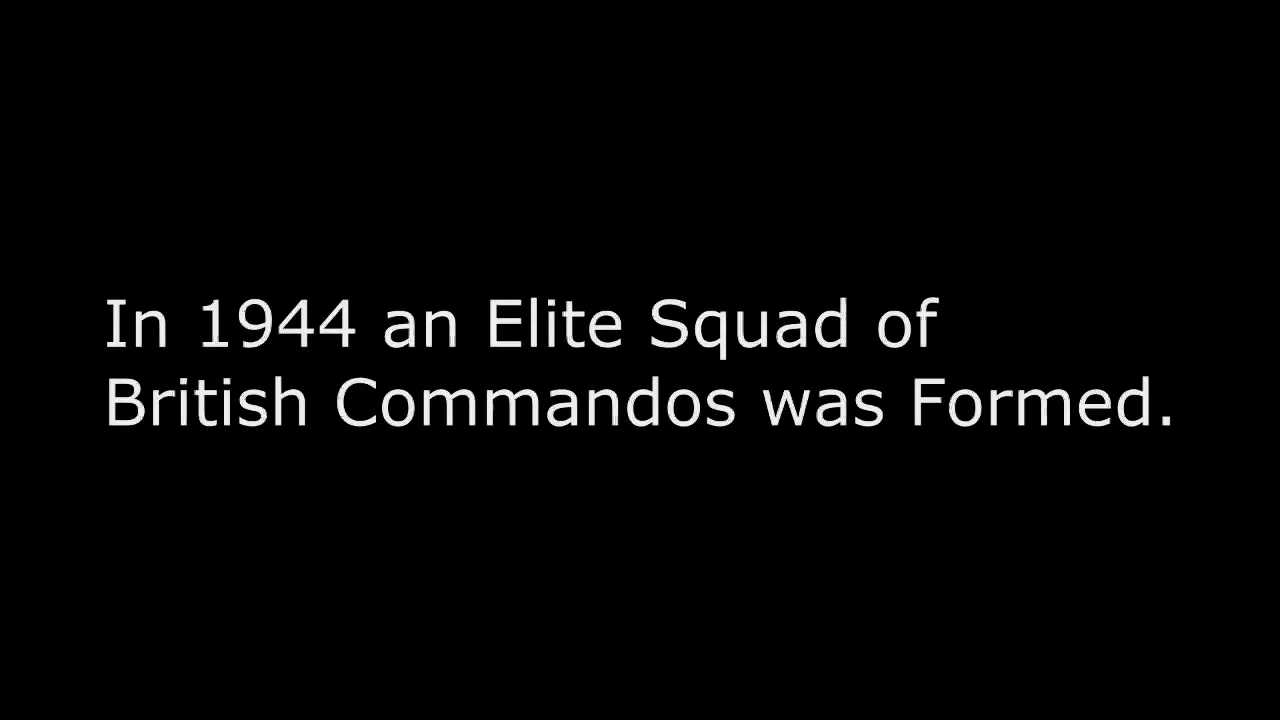 In 1944 an Elite Squad of
British Commandos was Formed.